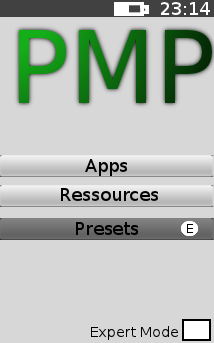 23:14
PMP
Apps
Ressources
Presets E
Expert Mode